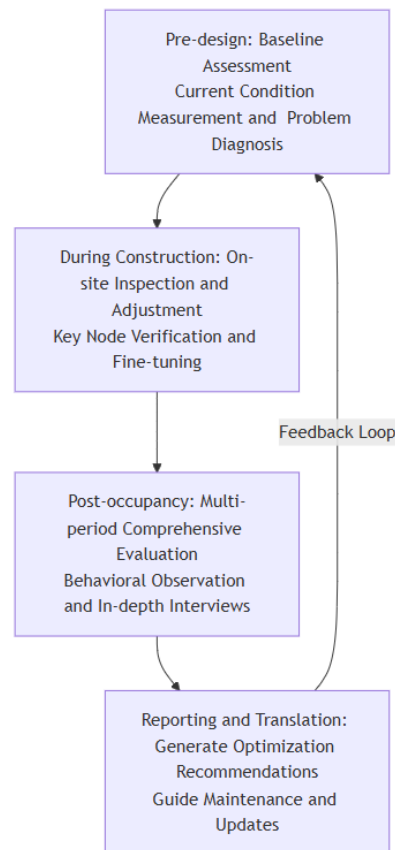 Pre-design: Baseline
Assessment
Current Condition
Measurement and Problem
Diagnosis
During Construction: On-
site Inspection and
Adjustment
Key Node Verification and
Fine-tuning
Feedback Loop
Post-occupancy: Multi-
period Comprehensive
Evaluation
Behavioral Observation
and In-depth Interviews
Reporting and Translation:
Generate Optimization
Recommendations
Guide Maintenance and
Updates